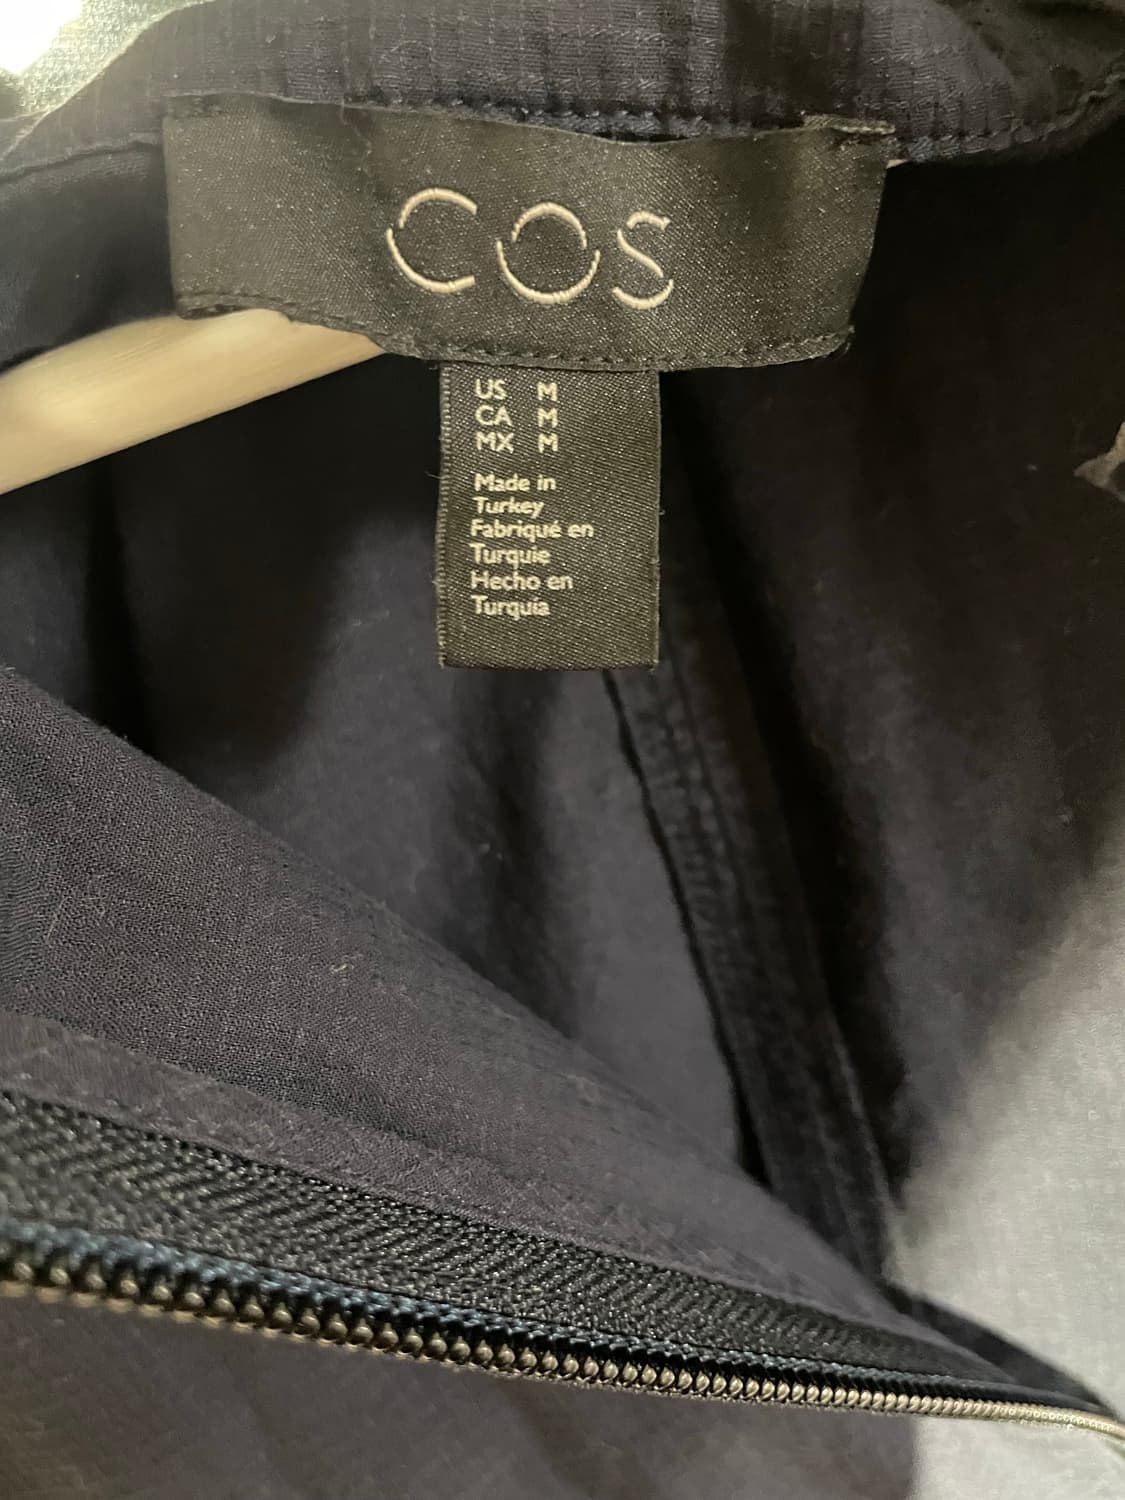 COS
US M
CA M
MX M
Made in
Turkey
Fabriqué en
Turquie
Hecho en
Turquía